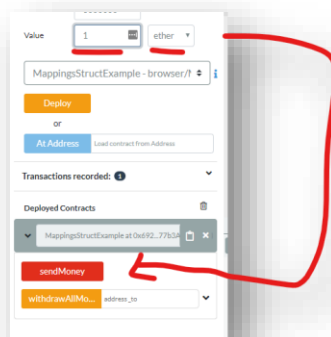 Value 1 ether
MappingsStructExample - browser/M
Deploy
or
At Address Load contract from Address
Transactions recorded: 1
Deployed Contracts
MappingsStructExample at 0x692...77b3A
sendMoney
withdrawAllMo... address_to